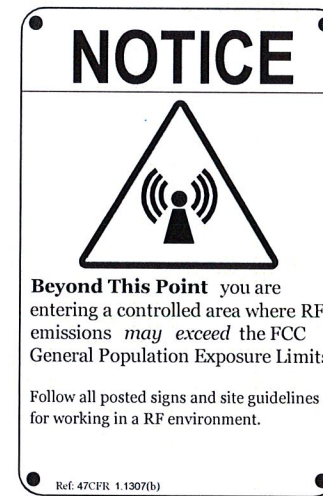 NOTICE
Beyond This Point you are
entering a controlled area where RF
emissions may exceed the FCC
General Population Exposure Limits
Follow all posted signs and site guidelines
for working in a RF environment.
Ref: 47CFR 1.1307(b)